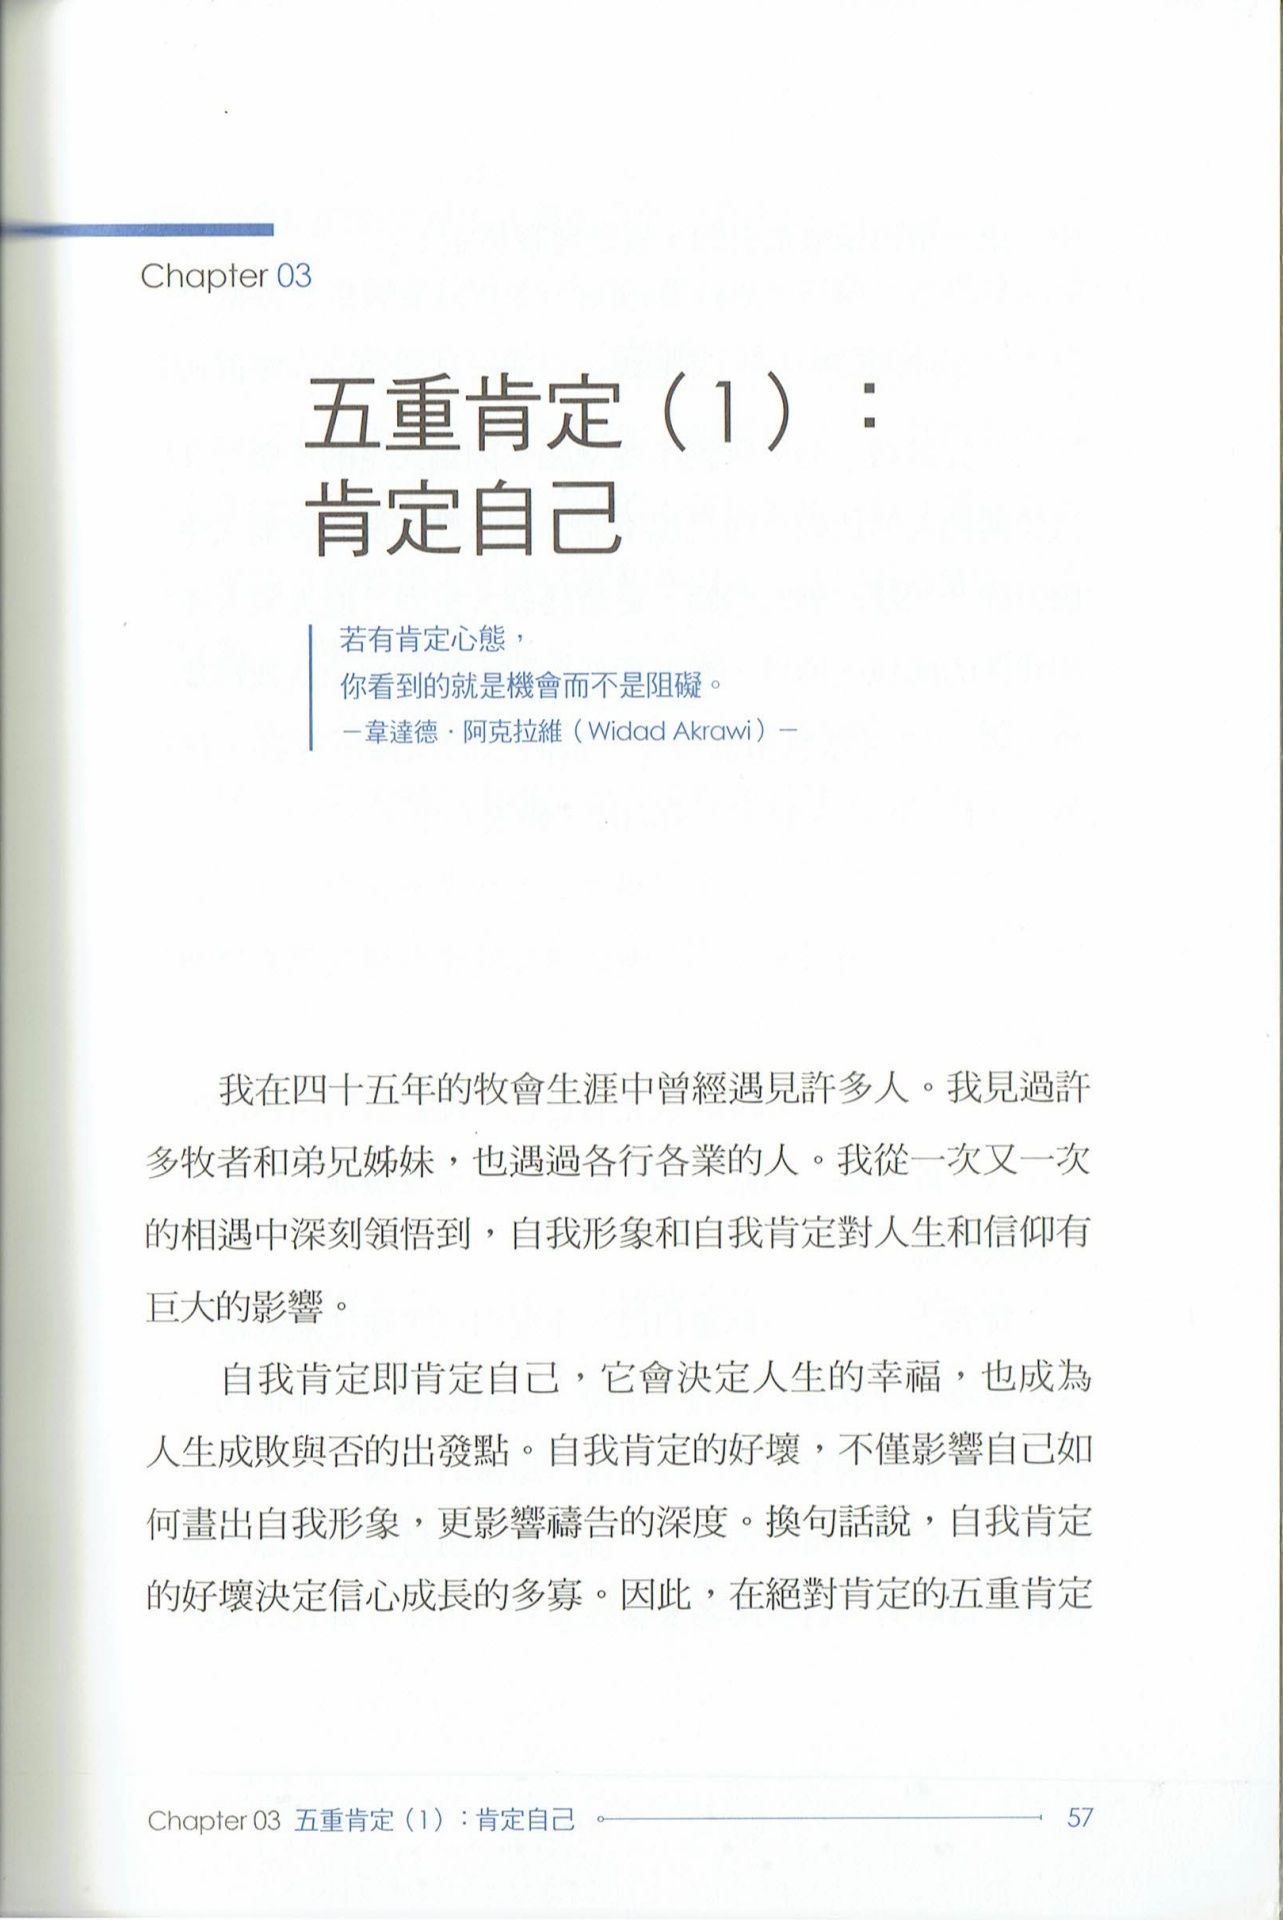 Chapter 03
五重肯定（1）：
肯定自己
若有肯定心態，
你看到的就是機會而不是阻礙。
－韋達德・阿克拉維（Widad Akrawi）－
我在四十五年的牧會生涯中曾經遇見許多人。我見過許
多牧者和弟兄姊妹，也遇過各行各業的人。我從一次又一次
的相遇中深刻領悟到，自我形象和自我肯定對人生和信仰有
巨大的影響。
自我肯定即肯定自己，它會決定人生的幸福，也成為
人生成敗與否的出發點。自我肯定的好壞，不僅影響自己如
何畫出自我形象，更影響禱告的深度。換句話說，自我肯定
的好壞決定信心成長的多寡。因此，在絕對肯定的五重肯定
Chapter 03 五重肯定（1）：肯定自己 57